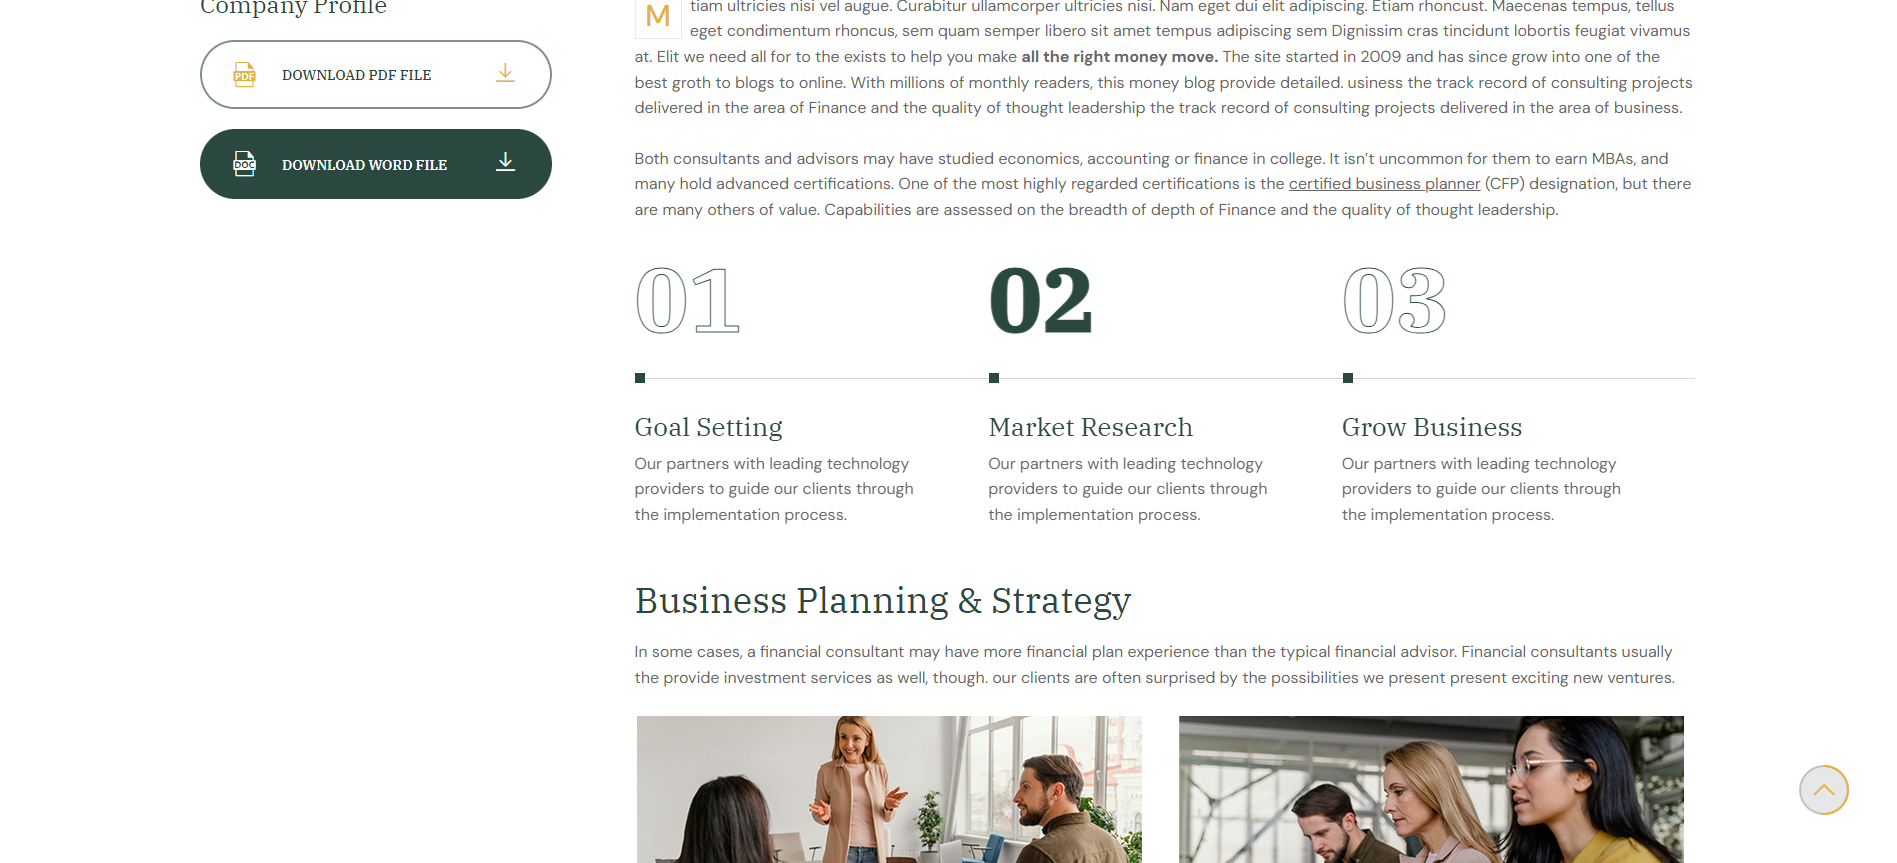 Company Profile
PDF
DOWNLOAD PDF FILE
DOC
DOWNLOAD WORD FILE
M
tiam ultricies nisi vel augue. Curabitur ullamcorper ultricies nisi. Nam eget dui elit adipiscing. Etiam rhoncust. Maecenas tempus, tellus
eget condimentum rhoncus, sem quam semper libero sit amet tempus adipiscing sem Dignissim cras tincidunt lobortis feugiat vivamus
at. Elit we need all for to the exists to help you make all the right money move. The site started in 2009 and has since grow into one of the
best groth to blogs to online. With millions of monthly readers, this money blog provide detailed. usiness the track record of consulting projects
delivered in the area of Finance and the quality of thought leadership the track record of consulting projects delivered in the area of business.
Both consultants and advisors may have studied economics, accounting or finance in college. It isn’t uncommon for them to earn MBAs, and
many hold advanced certifications. One of the most highly regarded certifications is the certified business planner (CFP) designation, but there
are many others of value. Capabilities are assessed on the breadth of depth of Finance and the quality of thought leadership.
01
02
03
Goal Setting
Our partners with leading technology
providers to guide our clients through
the implementation process.
Market Research
Our partners with leading technology
providers to guide our clients through
the implementation process.
Grow Business
Our partners with leading technology
providers to guide our clients through
the implementation process.
Business Planning & Strategy
In some cases, a financial consultant may have more financial plan experience than the typical financial advisor. Financial consultants usually
the provide investment services as well, though. our clients are often surprised by the possibilities we present present exciting new ventures.